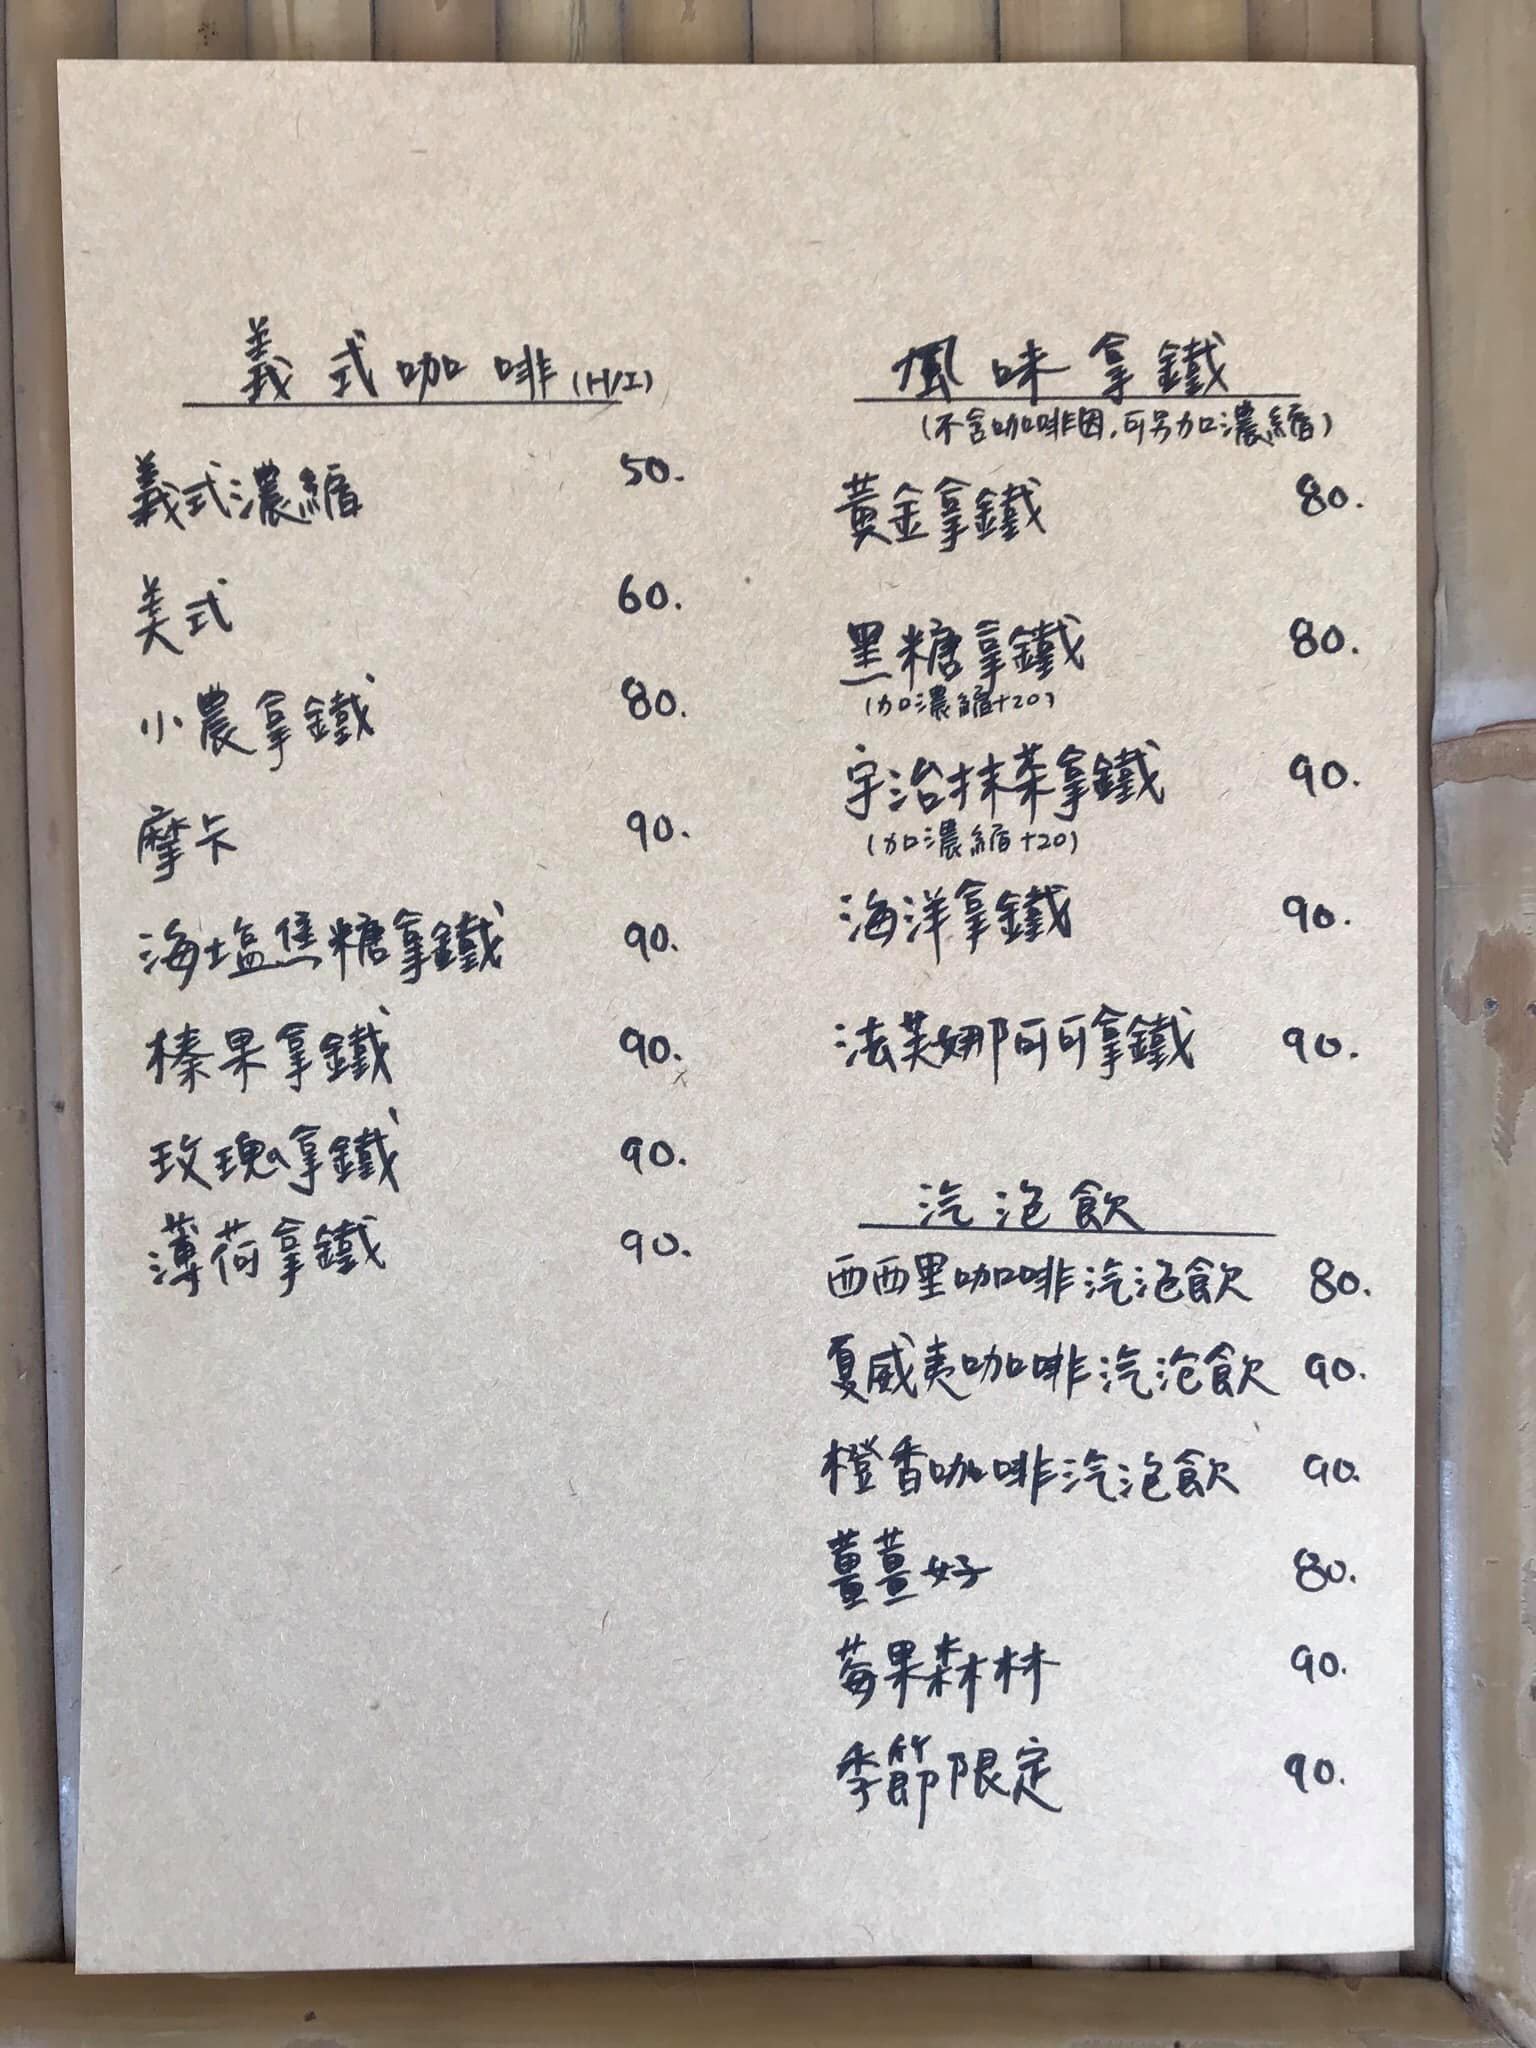 義式咖啡(H/I)
義式濃縮 50.
美式 60.
小農拿鐵 80.
摩卡 90.
海塩焦糖拿鐵 90.
榛果拿鐵 90.
玫瑰拿鐵 90.
薄荷拿鐵 90.
風味拿鐵
(不含咖啡因,可另加濃縮)
黃金拿鐵 80.
黑糖拿鐵 80.
(加濃縮+20)
宇治抹茶拿鐵 90.
(加濃縮+20)
海洋拿鐵 90.
法芙娜可可拿鐵 90.
汽泡飲
西西里咖啡汽泡飲 80.
夏威夷咖啡汽泡飲 90.
橙香咖啡汽泡飲 90.
薑薑好 80.
莓果森林 90.
季節限定 90.